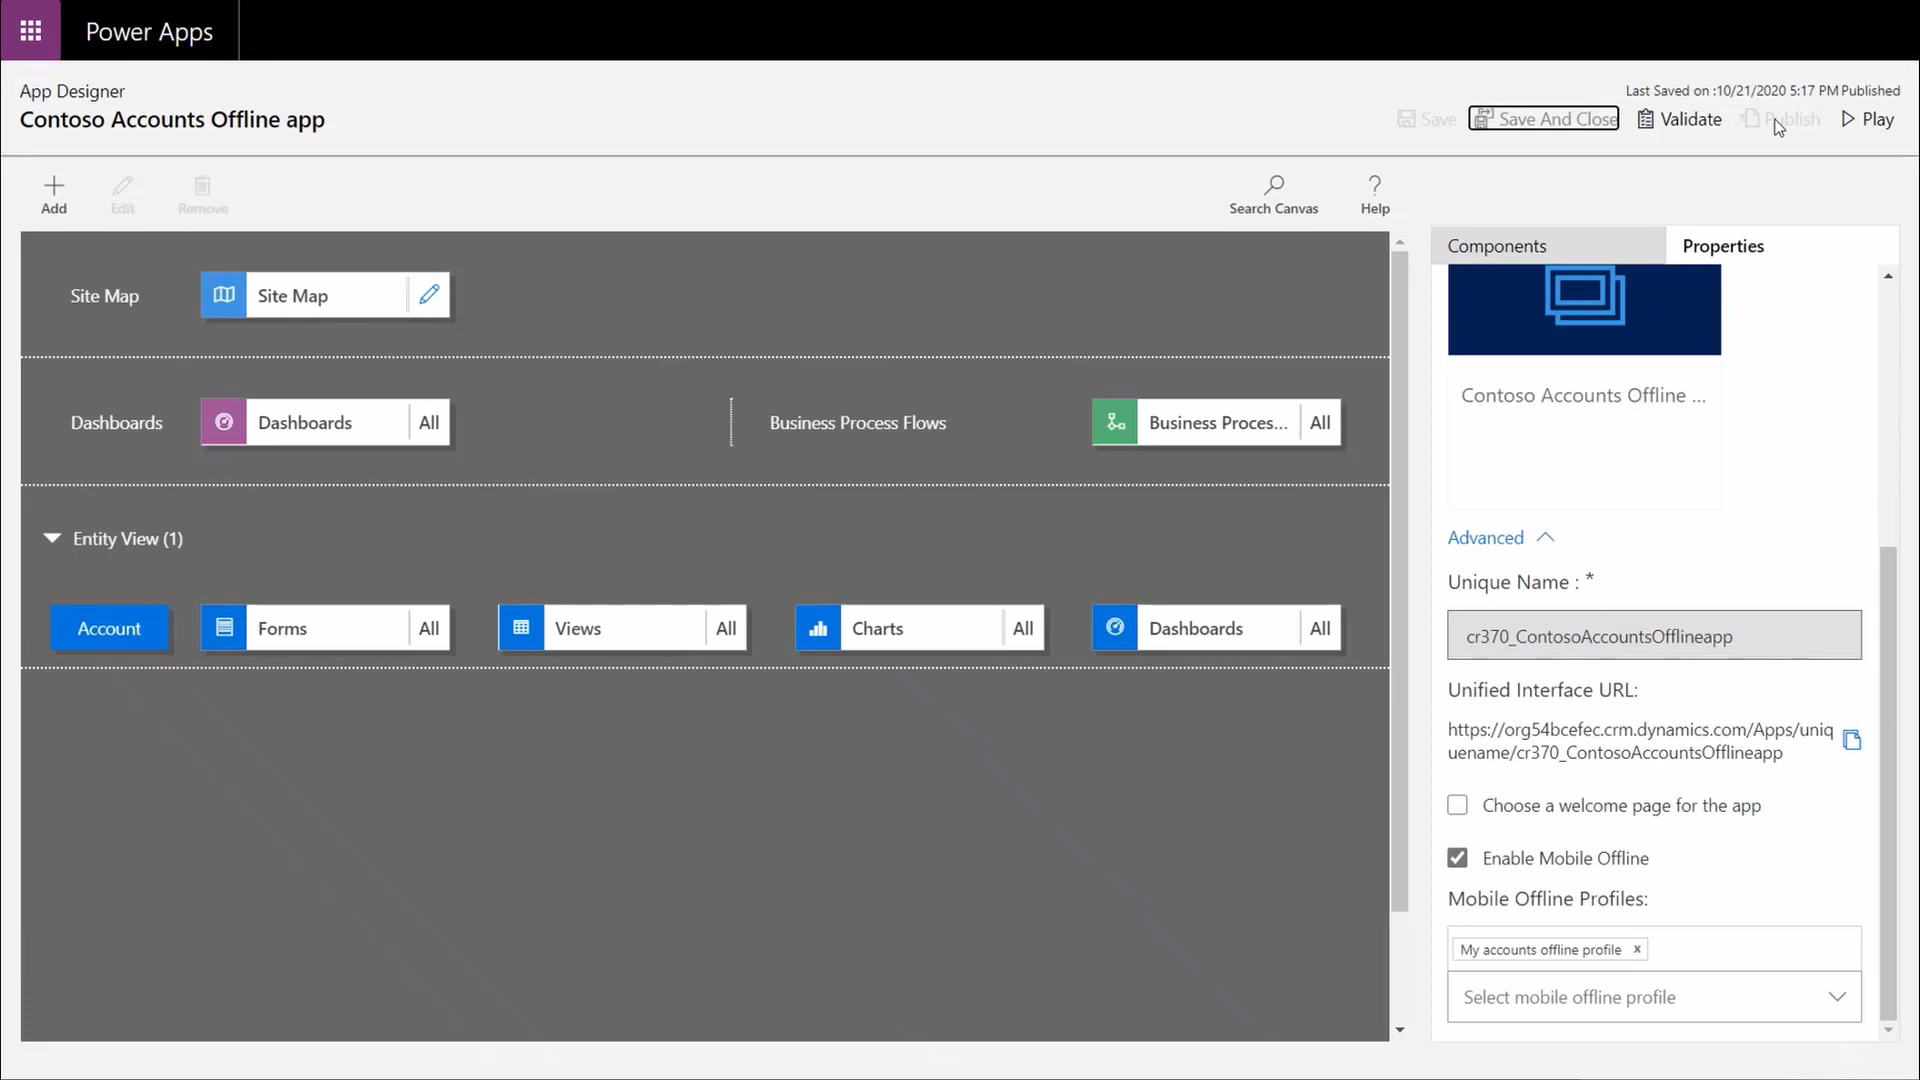 Power Apps
App Designer
Contoso Accounts Offline app
Last Saved on :10/21/2020 5:17 PM Published
Save
Save And Close
Validate
Publish
Play
Add
Edit
Remove
Search Canvas
Help
Components
Properties
Site Map
Site Map
Dashboards
Dashboards
All
Business Process Flows
Business Proces...
All
Entity View (1)
Account
Forms
All
Views
All
Charts
All
Dashboards
All
Contoso Accounts Offline ...
Advanced
Unique Name : *
cr370_ContosoAccountsOfflineapp
Unified Interface URL:
https://org54bcefec.crm.dynamics.com/Apps/uniq
uename/cr370_ContosoAccountsOfflineapp
Choose a welcome page for the app
Enable Mobile Offline
Mobile Offline Profiles:
My accounts offline profile x
Select mobile offline profile